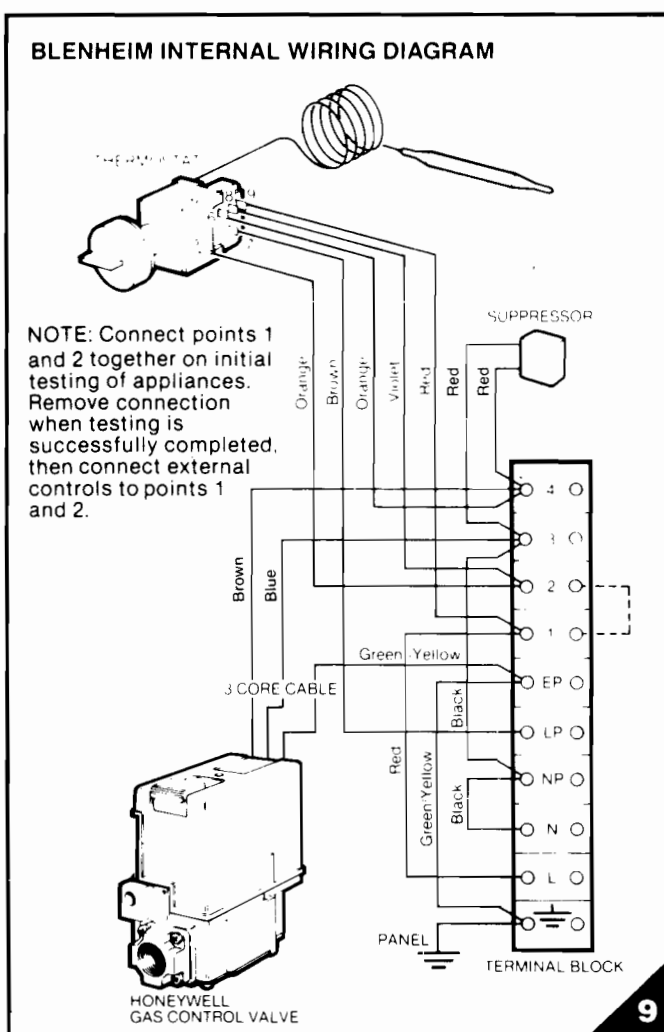 BLENHEIM INTERNAL WIRING DIAGRAM
THERMOSTAT
8 9
NOTE: Connect points 1
and 2 together on initial
testing of appliances.
Remove connection
when testing is
successfully completed,
then connect external
controls to points 1
and 2.
SUPPRESSOR
Orange
Brown
Orange
Violet
Red
Red
Red
4
3
2
1
EP
LP
NP
N
L
Brown
Blue
Green-Yellow
3 CORE CABLE
Black
Red
Green-Yellow
Black
PANEL
TERMINAL BLOCK
HONEYWELL
GAS CONTROL VALVE
9